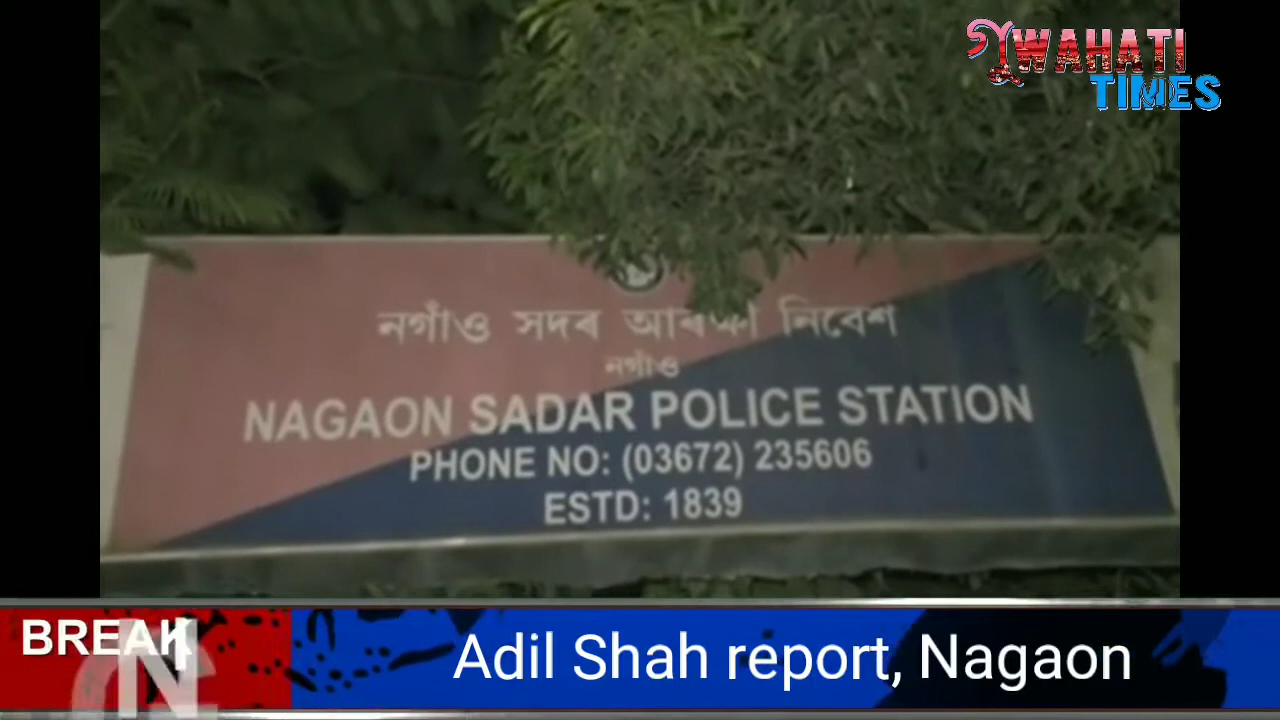 GUWAHATI
TIMES
নগাঁও সদৰ আৰক্ষী নিবেশ
নগাঁও
NAGAON SADAR POLICE STATION
PHONE NO: (03672) 235606
ESTD: 1839
BREAK
N
Adil Shah report, Nagaon